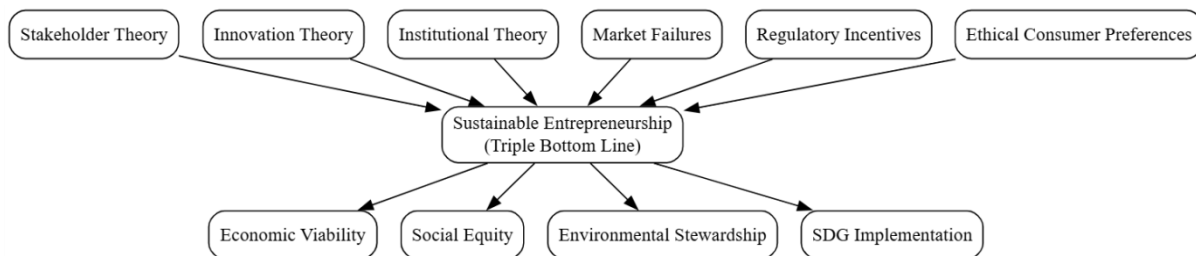 Stakeholder Theory
Innovation Theory
Institutional Theory
Market Failures
Regulatory Incentives
Ethical Consumer Preferences
Sustainable Entrepreneurship
(Triple Bottom Line)
Economic Viability
Social Equity
Environmental Stewardship
SDG Implementation